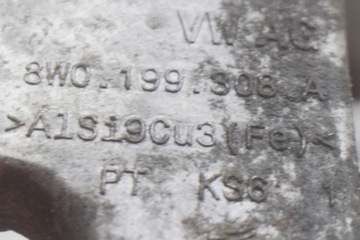 VW AG
8W0.199.308.A
>AlSi9Cu3(Fe)<
PT KS6 1